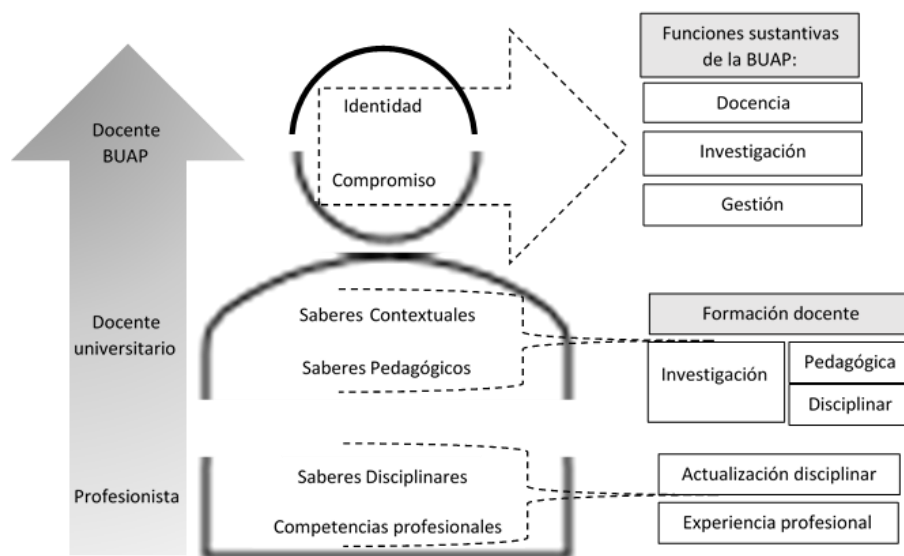 Docente
BUAP
Docente
universitario
Profesionista
Identidad
Compromiso
Saberes Contextuales
Saberes Pedagógicos
Saberes Disciplinares
Competencias profesionales
Funciones sustantivas
de la BUAP:
Docencia
Investigación
Gestión
Formación docente
Investigación
Pedagógica
Disciplinar
Actualización disciplinar
Experiencia profesional